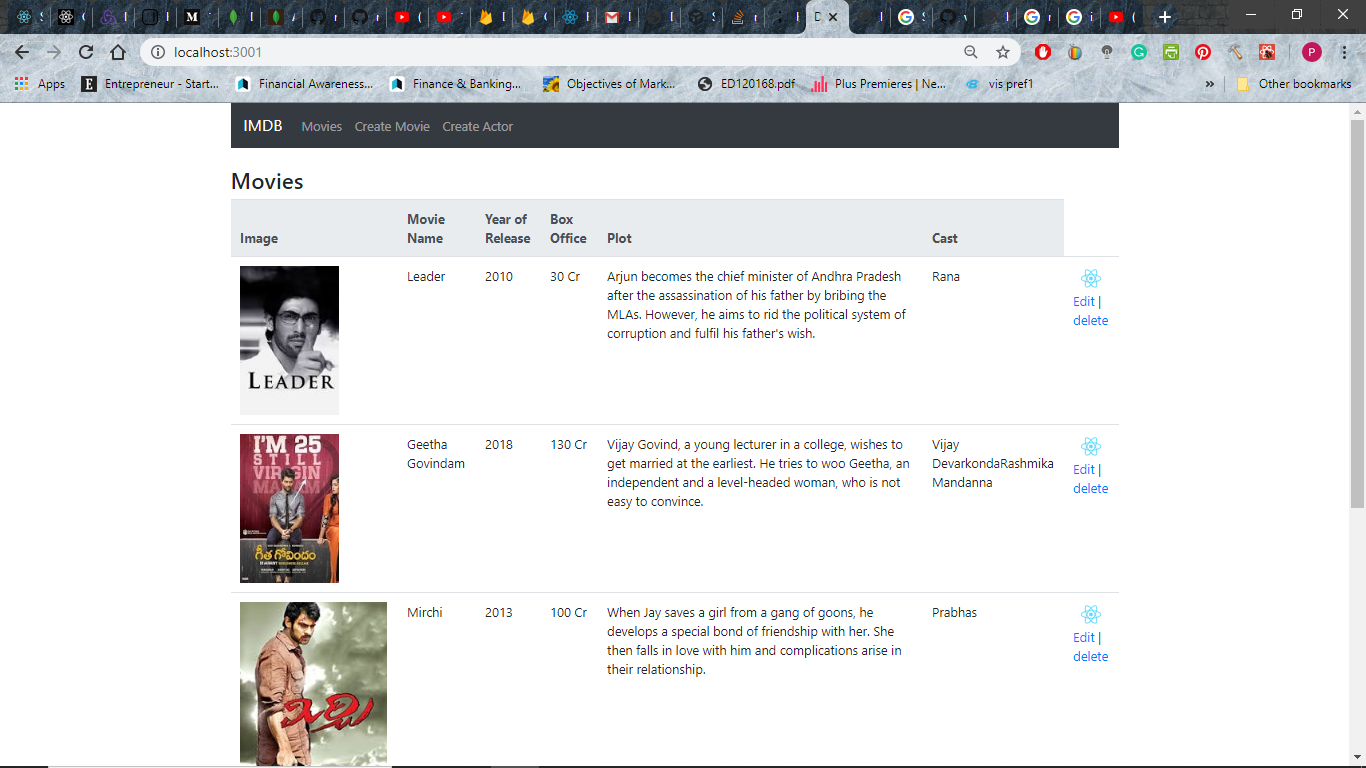 localhost:3001
Apps
Entrepreneur - Start...
Financial Awareness...
Finance & Banking...
Objectives of Mark...
ED120168.pdf
Plus Premieres | Ne...
vis pref1
»
Other bookmarks
IMDB Movies Create Movie Create Actor
Movies
Image
Movie Name
Year of Release
Box Office
Plot
Cast
LEADER
Leader
2010
30 Cr
Arjun becomes the chief minister of Andhra Pradesh
after the assassination of his father by bribing the
MLAs. However, he aims to rid the political system of
corruption and fulfil his father's wish.
Rana
Edit |
delete
I'M 25
STILL
VIRGIN
గీత గోవిందం
Geetha
Govindam
2018
130 Cr
Vijay Govind, a young lecturer in a college, wishes to
get married at the earliest. He tries to woo Geetha, an
independent and a level-headed woman, who is not
easy to convince.
Vijay
DevarkondaRashmika
Mandanna
Edit |
delete
మిర్చి
Mirchi
2013
100 Cr
When Jay saves a girl from a gang of goons, he
develops a special bond of friendship with her. She
then falls in love with him and complications arise in
their relationship.
Prabhas
Edit |
delete